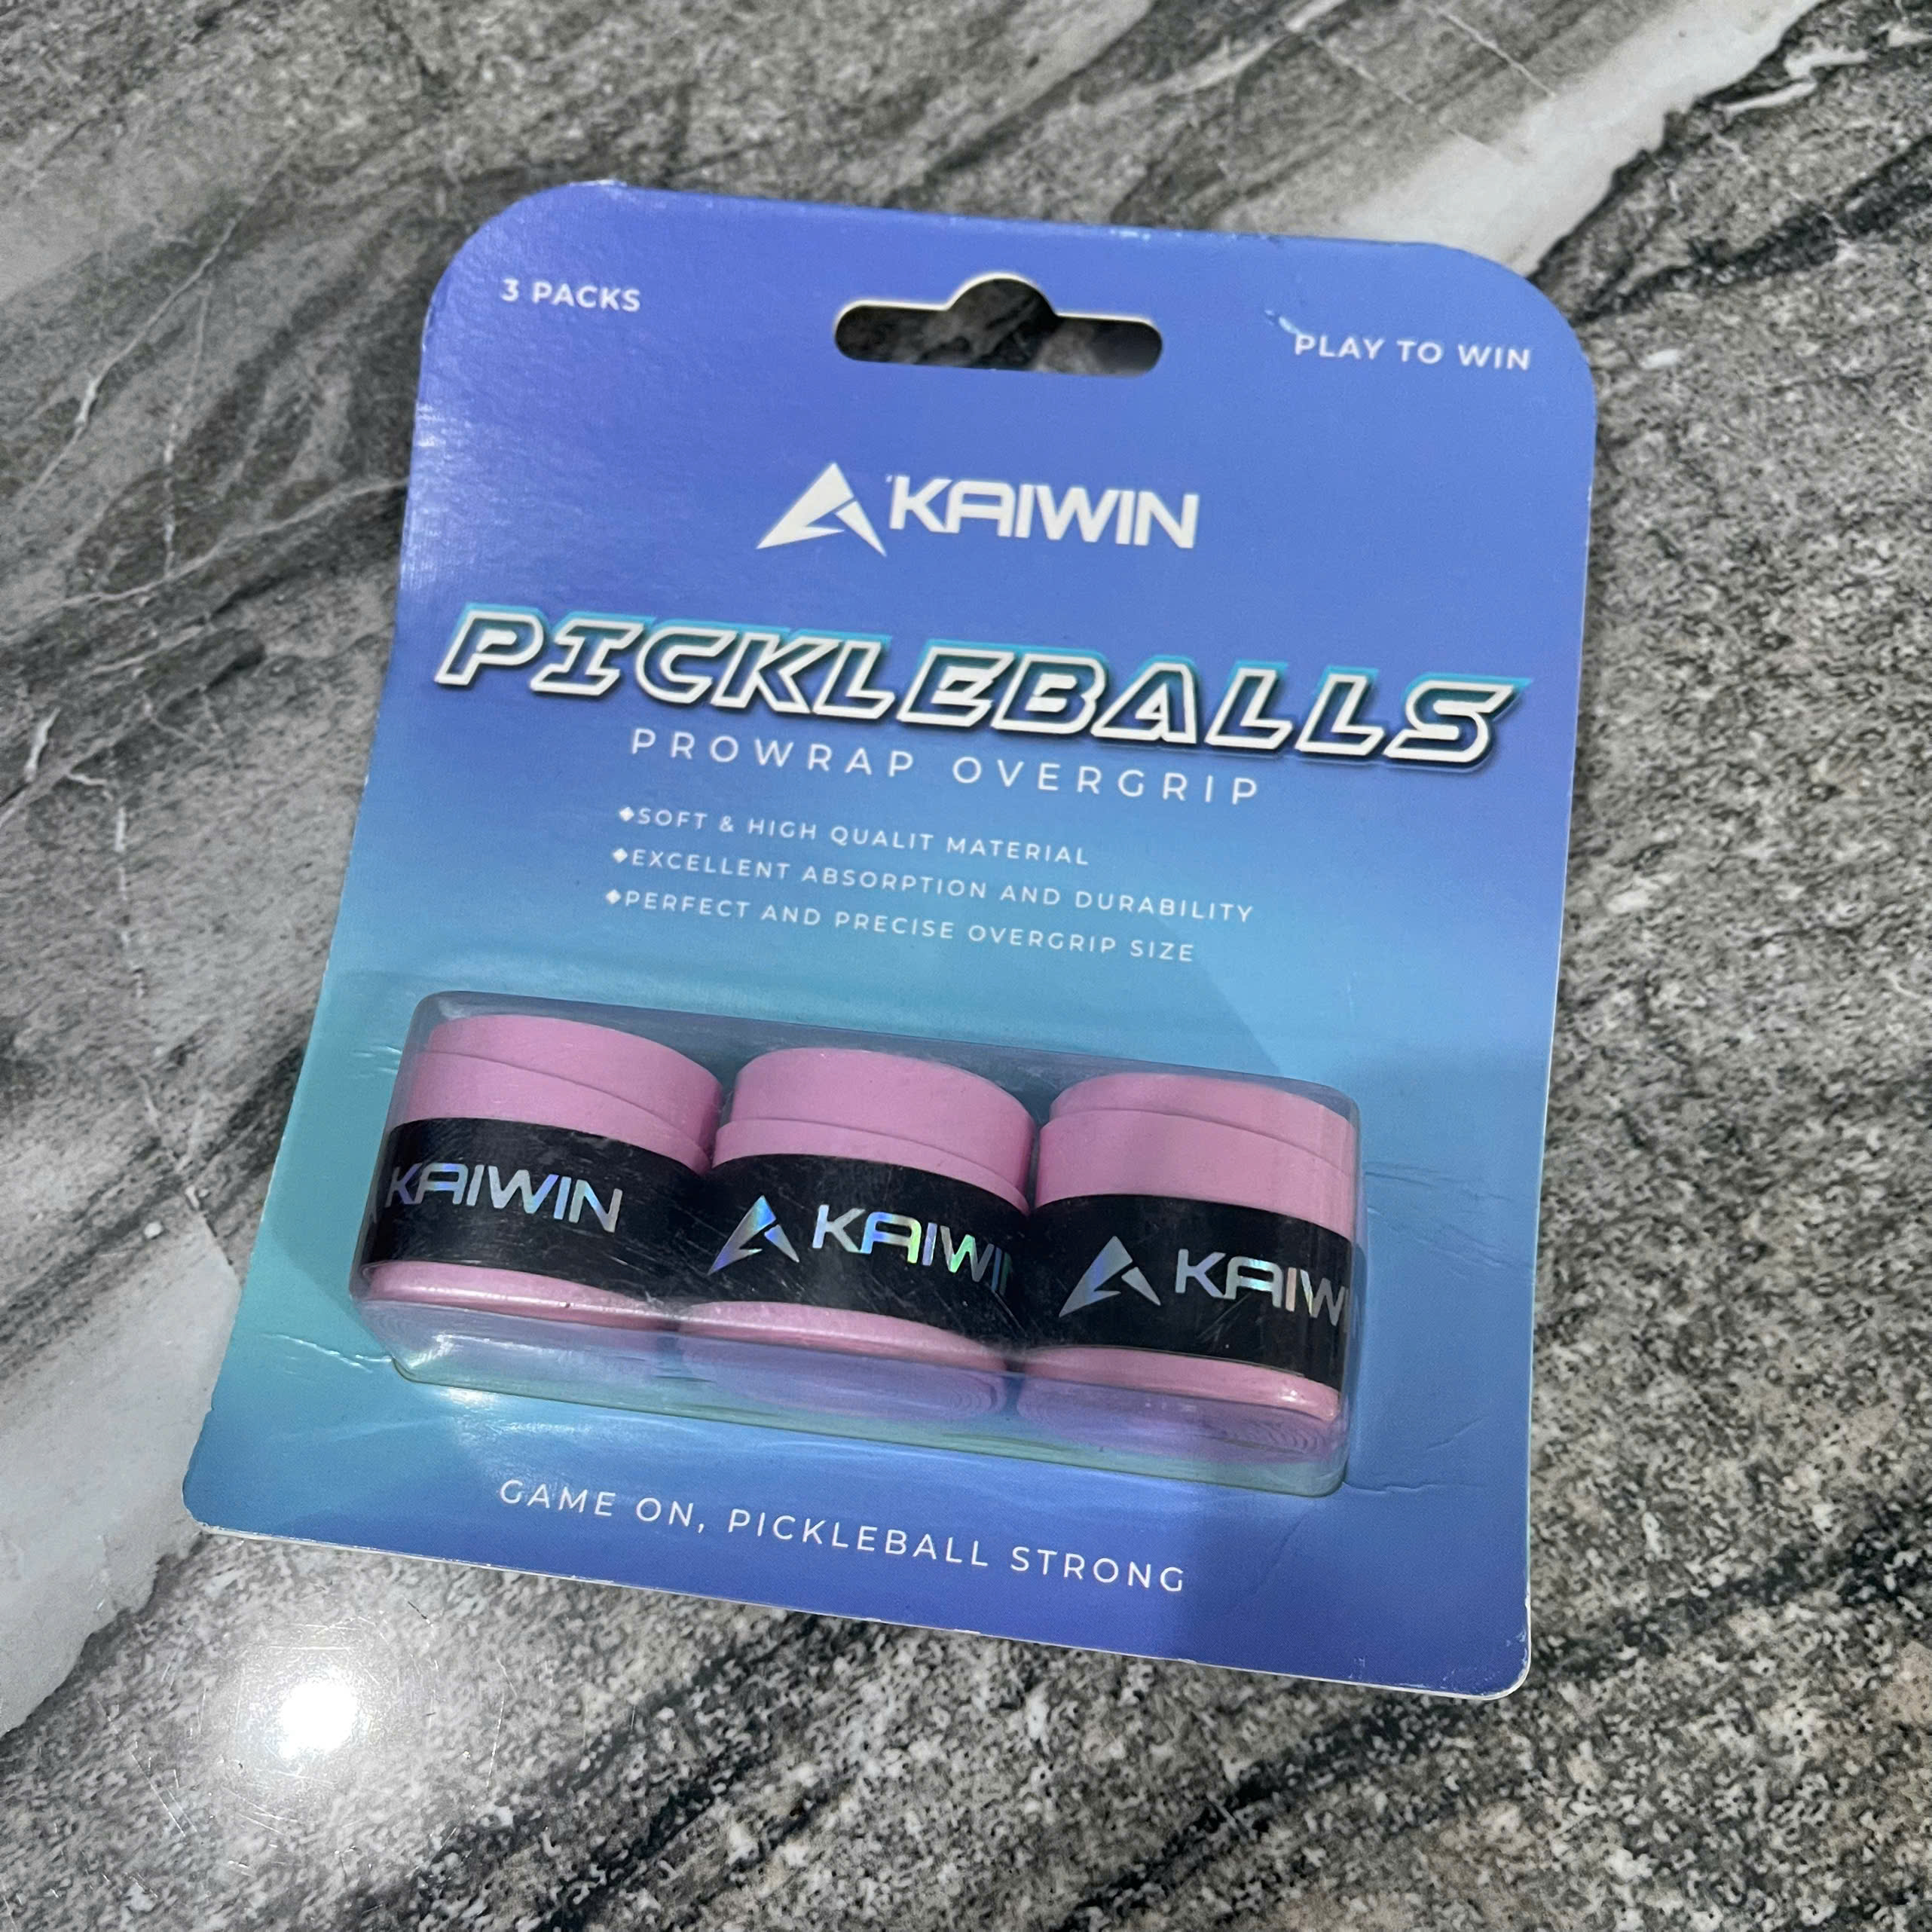 3 PACKS
PLAY TO WIN
KAIWIN
PICKLEBALLS
PROWRAP OVERGRIP
◆SOFT & HIGH QUALIT MATERIAL
◆EXCELLENT ABSORPTION AND DURABILITY
◆PERFECT AND PRECISE OVERGRIP SIZE
KAIWIN
KAIWI
KAIW
GAME ON, PICKLEBALL STRONG